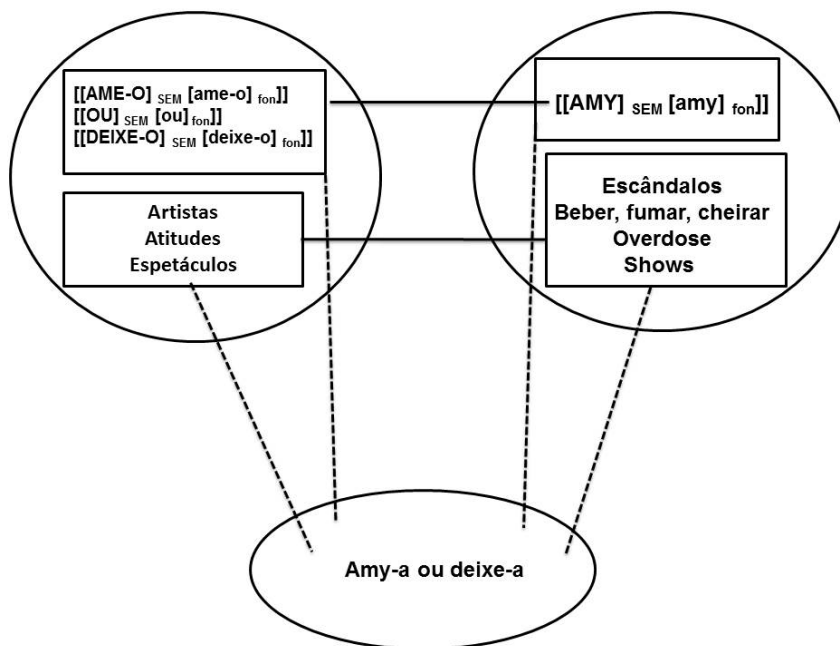 [[AME-O] SEM [ame-o] fon]]
[[OU] SEM [ou] fon]]
[[DEIXE-O] SEM [deixe-o] fon]]
Artistas
Atitudes
Espetáculos
[[AMY] SEM [amy] fon]]
Escândalos
Beber, fumar, cheirar
Overdose
Shows
Amy-a ou deixe-a